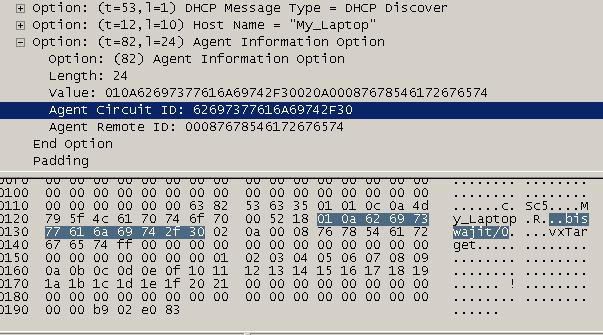 Option: (t=53,l=1) DHCP Message Type = DHCP Discover
Option: (t=12,l=10) Host Name = "My_Laptop"
Option: (t=82,l=24) Agent Information Option
Option: (82) Agent Information Option
Length: 24
Value: 010A62697377616A69742F30020A00087678546172676574
Agent Circuit ID: 62697377616A69742F30
Agent Remote ID: 00087678546172676574
End Option
Padding
0100 00 00 00 00 00 00 00 00 00 00 00 00 00 00 00 00 ........ ........
0110 00 00 00 00 00 00 63 82 53 63 35 01 01 0c 0a 4d ......c. Sc5....M
0120 79 5f 4c 61 70 74 6f 70 00 52 18 01 0a 62 69 73 y_Laptop .R...bis
0130 77 61 6a 69 74 2f 30 02 0a 00 08 76 78 54 61 72 wajit/0. ...vxTar
0140 67 65 74 ff 00 00 00 00 00 00 00 00 00 00 00 00 get..... ........
0150 00 00 00 00 00 00 00 01 02 03 04 05 06 07 08 09 ........ ........
0160 0a 0b 0c 0d 0e 0f 10 11 12 13 14 15 16 17 18 19 ........ ........
0170 1a 1b 1c 1d 1e 1f 20 21 00 00 00 00 00 00 00 00 ...... ! ........
0180 00 00 00 00 00 00 00 00 00 00 00 00 00 00 00 00 ........ ........
0190 00 00 b9 02 e0 83 ......